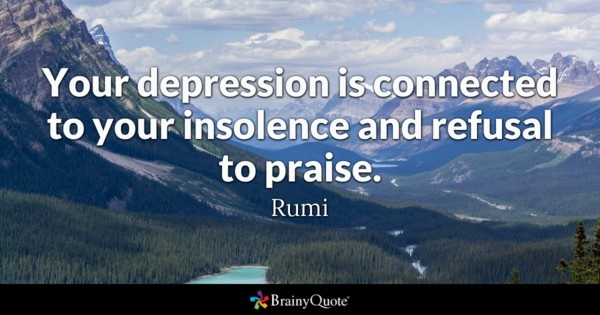 Your depression is connected
to your insolence and refusal
to praise.
Rumi
BrainyQuote®